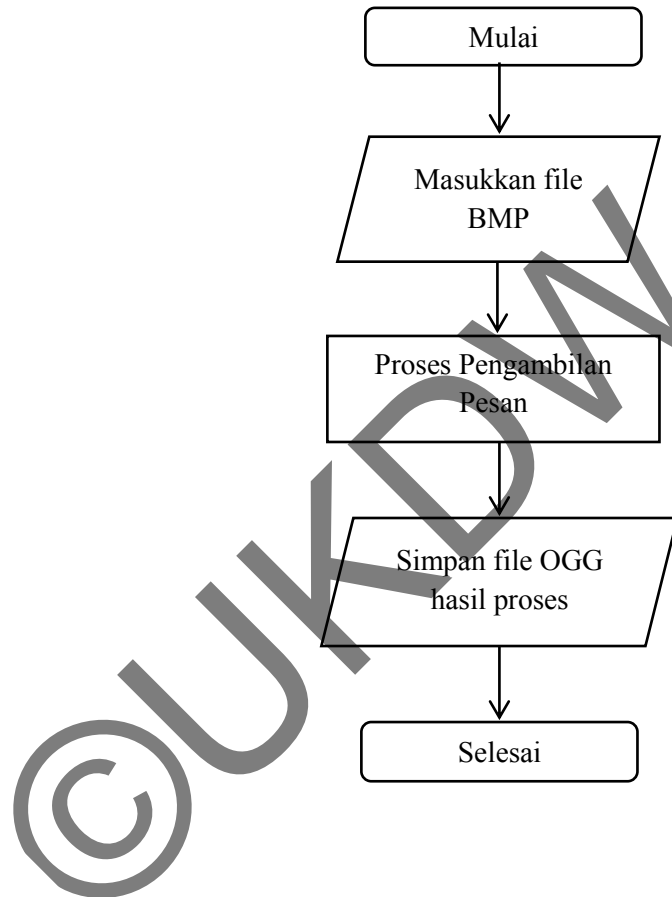 Mulai
Masukkan file
BMP
Proses Pengambilan
Pesan
Simpan file OGG
hasil proses
Selesai
©UKDW